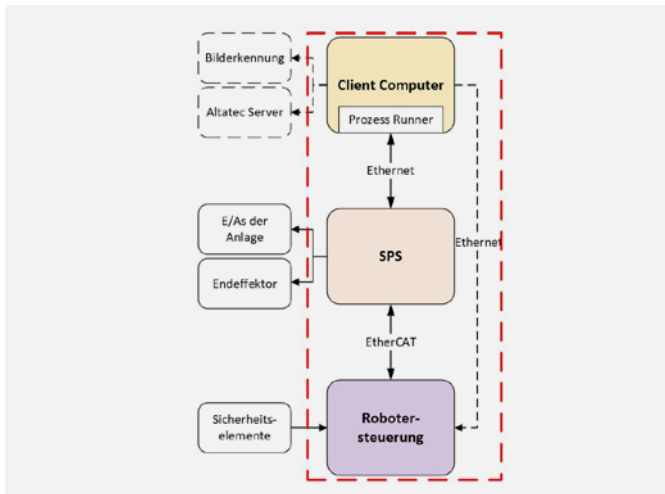 Bilderkennung
Client Computer
Altatec Server
Prozess Runner
Ethernet
E/As der
Anlage
SPS
Ethernet
Endeffektor
EtherCAT
Sicherheits-
elemente
Roboter-
steuerung